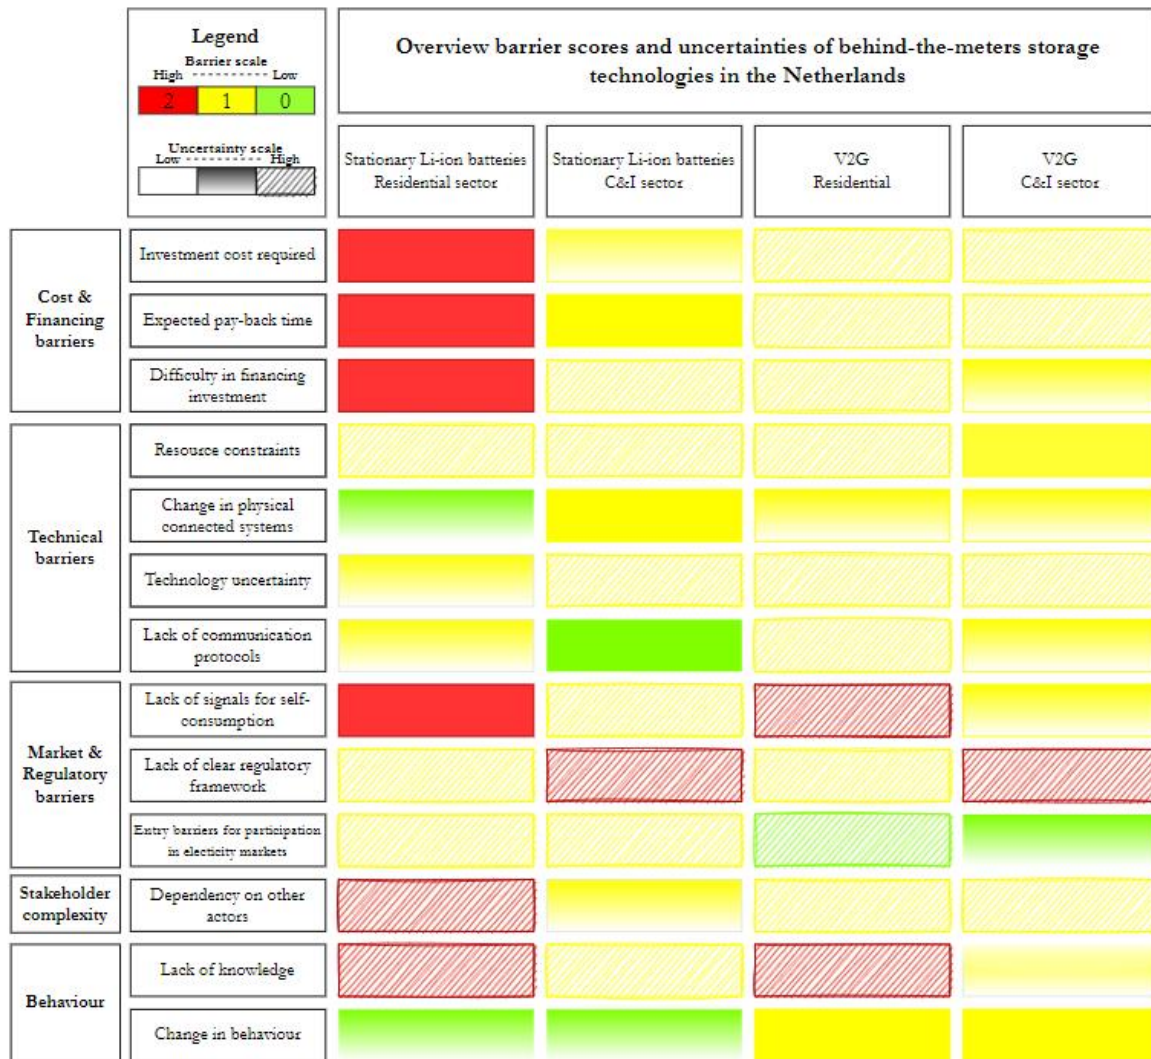 Legend
Barrier scale
High ---------- Low
2 1 0
Uncertainty scale
Low ---------- High
Overview barrier scores and uncertainties of behind-the-meters storage
technologies in the Netherlands
Stationary Li-ion batteries
Residential sector
Stationary Li-ion batteries
C&I sector
V2G
Residential
V2G
C&I sector
Cost &
Financing
barriers
Investment cost required
Expected pay-back time
Difficulty in financing
investment
Technical
barriers
Resource constraints
Change in physical
connected systems
Technology uncertainty
Lack of communication
protocols
Market &
Regulatory
barriers
Lack of signals for self-
consumption
Lack of clear regulatory
framework
Entry barriers for participation
in electicity markets
Stakeholder
complexity
Dependency on other
actors
Behaviour
Lack of knowledge
Change in behaviour